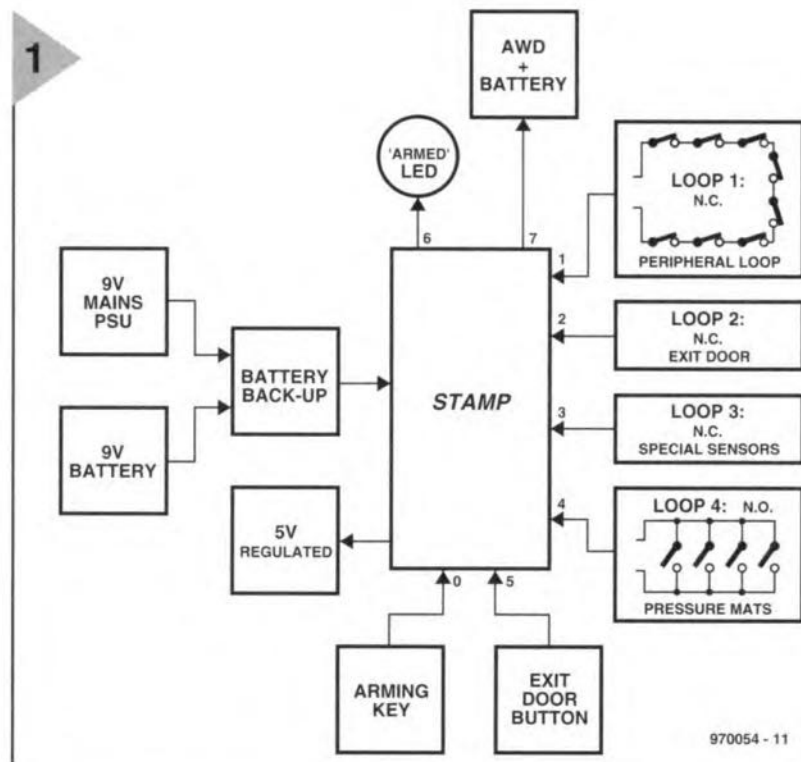 1
AWD
+
BATTERY
'ARMED'
LED
6
7
LOOP 1:
N.C.
PERIPHERAL LOOP
1
9V
MAINS
PSU
9V
BATTERY
BATTERY
BACK-UP
STAMP
2
LOOP 2:
N.C.
EXIT DOOR
3
LOOP 3:
N.C.
SPECIAL SENSORS
4
LOOP 4: N.O.
PRESSURE MATS
5V
REGULATED
0
5
ARMING
KEY
EXIT
DOOR
BUTTON
970054 - 11